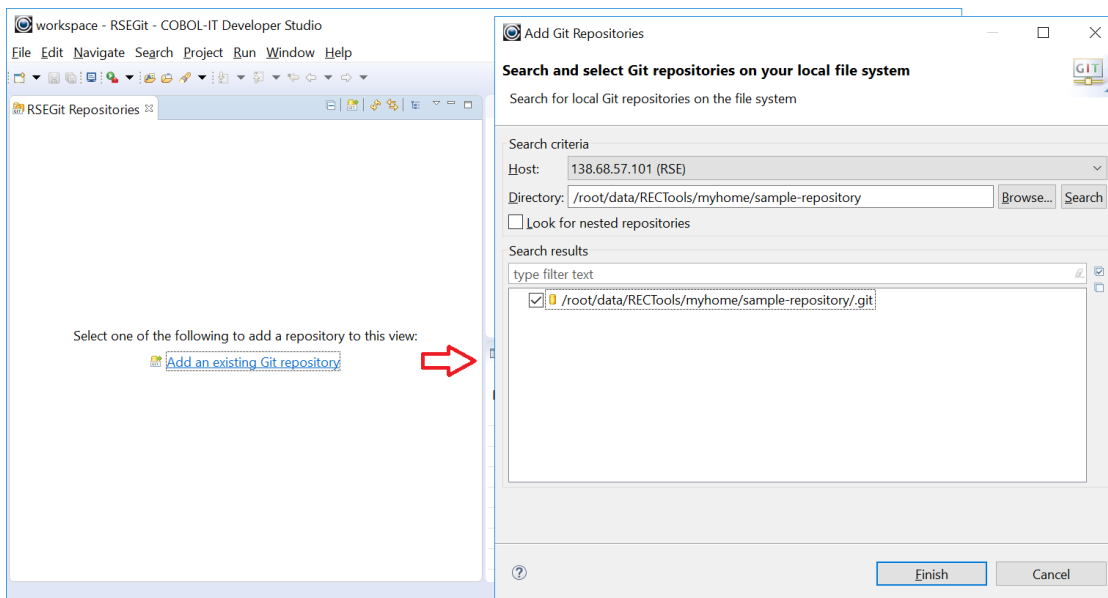 workspace - RSEGit - COBOL-IT Developer Studio
File Edit Navigate Search Project Run Window Help
RSEGit Repositories
Select one of the following to add a repository to this view:
Add an existing Git repository
Add Git Repositories
Search and select Git repositories on your local file system
Search for local Git repositories on the file system
GIT
Search criteria
Host: 138.68.57.101 (RSE)
Directory: /root/data/RECTools/myhome/sample-repository Browse... Search
Look for nested repositories
Search results
type filter text
/root/data/RECTools/myhome/sample-repository/.git
Finish Cancel